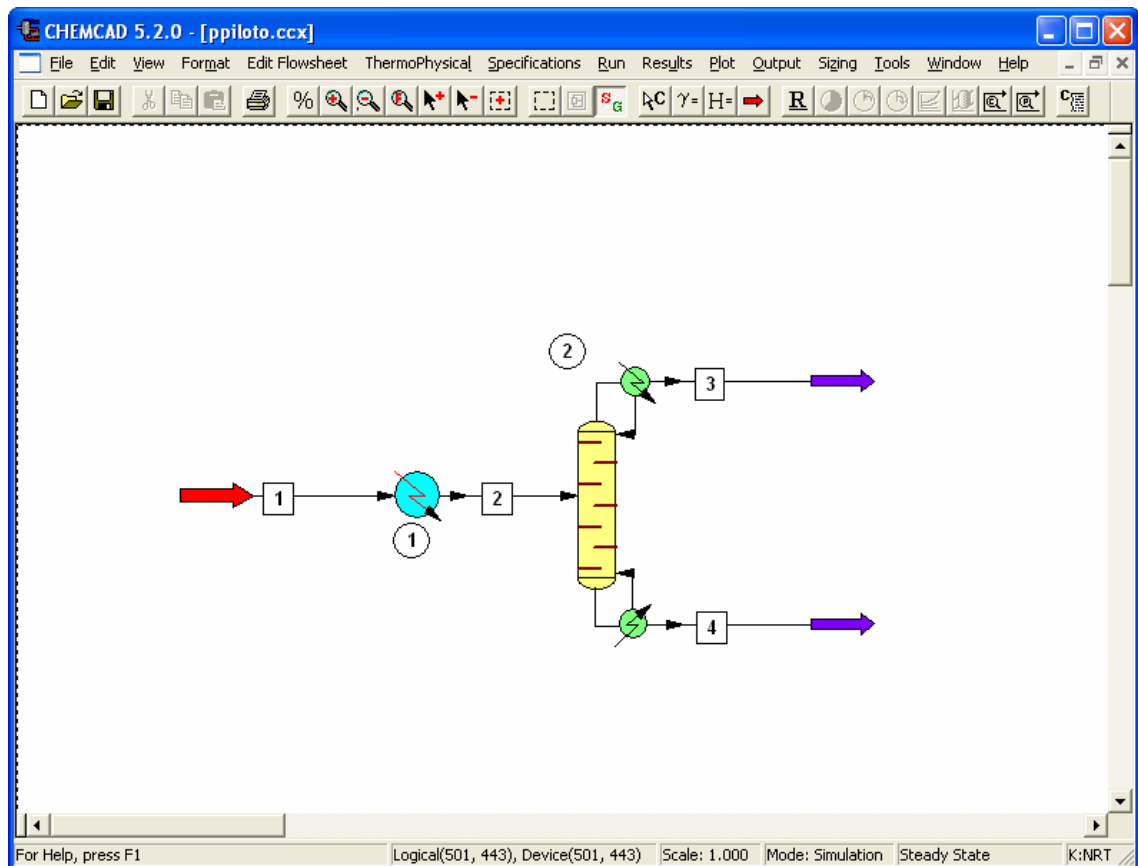 CHEMCAD 5.2.0 - [ppiloto.ccx]
File Edit View Format Edit Flowsheet ThermoPhysical Specifications Run Results Plot Output Sizing Tools Window Help
% S G C γ= H= R C
2
3
1
2
1
4
For Help, press F1 Logical(501, 443), Device(501, 443) Scale: 1.000 Mode: Simulation Steady State K:NRT